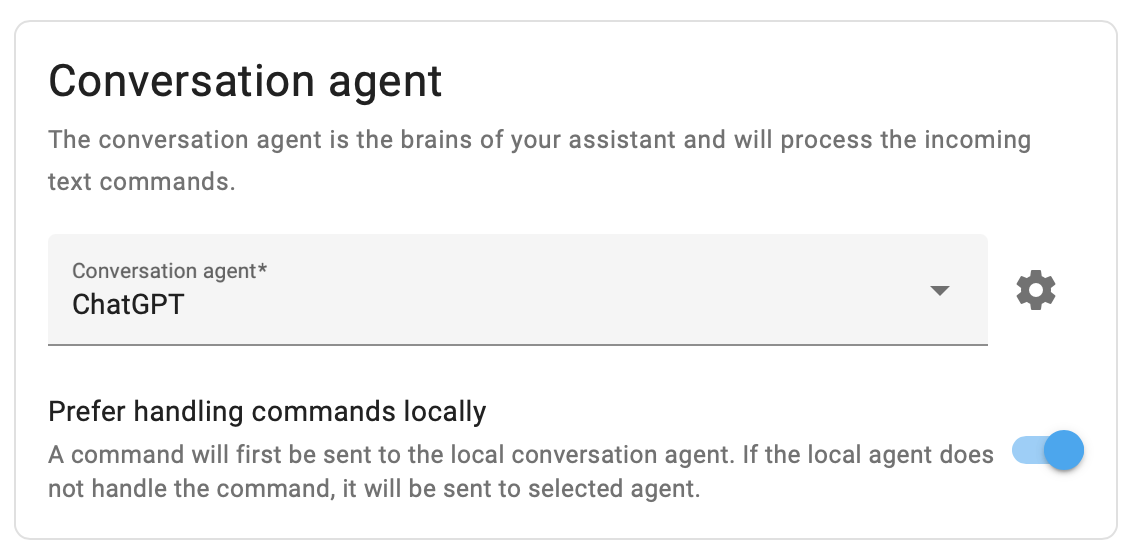 Conversation agent
The conversation agent is the brains of your assistant and will process the incoming
text commands.
Conversation agent*
ChatGPT
Prefer handling commands locally
A command will first be sent to the local conversation agent. If the local agent does
not handle the command, it will be sent to selected agent.